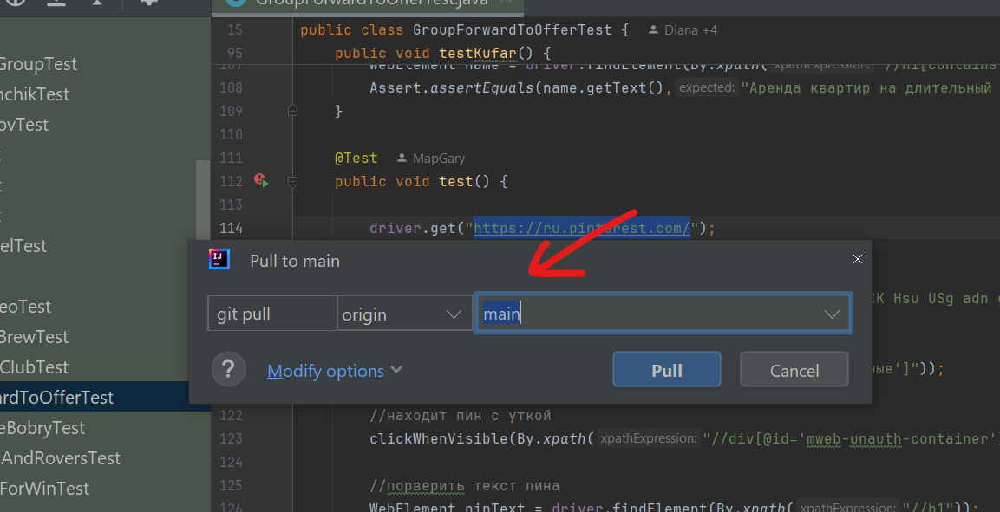 GroupForwardToOfferTest.java
15 public class GroupForwardToOfferTest { Diana +4
95 public void testKufar() {
107 WebElement name = driver.findElement(By.xpath( xpathExpression: "//h1[contains
108 Assert.assertEquals(name.getText(), expected: "Аренда квартир на длительный
109 }
110
111 @Test MapGary
112 public void test() {
113
114 driver.get("https://ru.pinterest.com/");
GroupTest
nchikTest
ovTest
elTest
eoTest
BrewTest
ClubTest
ardToOfferTest
eBobryTest
AndRoversTest
ForWinTest
Pull to main
git pull origin main
? Modify options Pull Cancel
CK Hsu USg adn
ные']"));
122 //находит пин с уткой
123 clickWhenVisible(By.xpath( xpathExpression: "//div[@id='mweb-unauth-container'
124
125 //порверить текст пина
126 WebElement pinText = driver.findElement(By.xpath( xpathExpression: "//h1"));